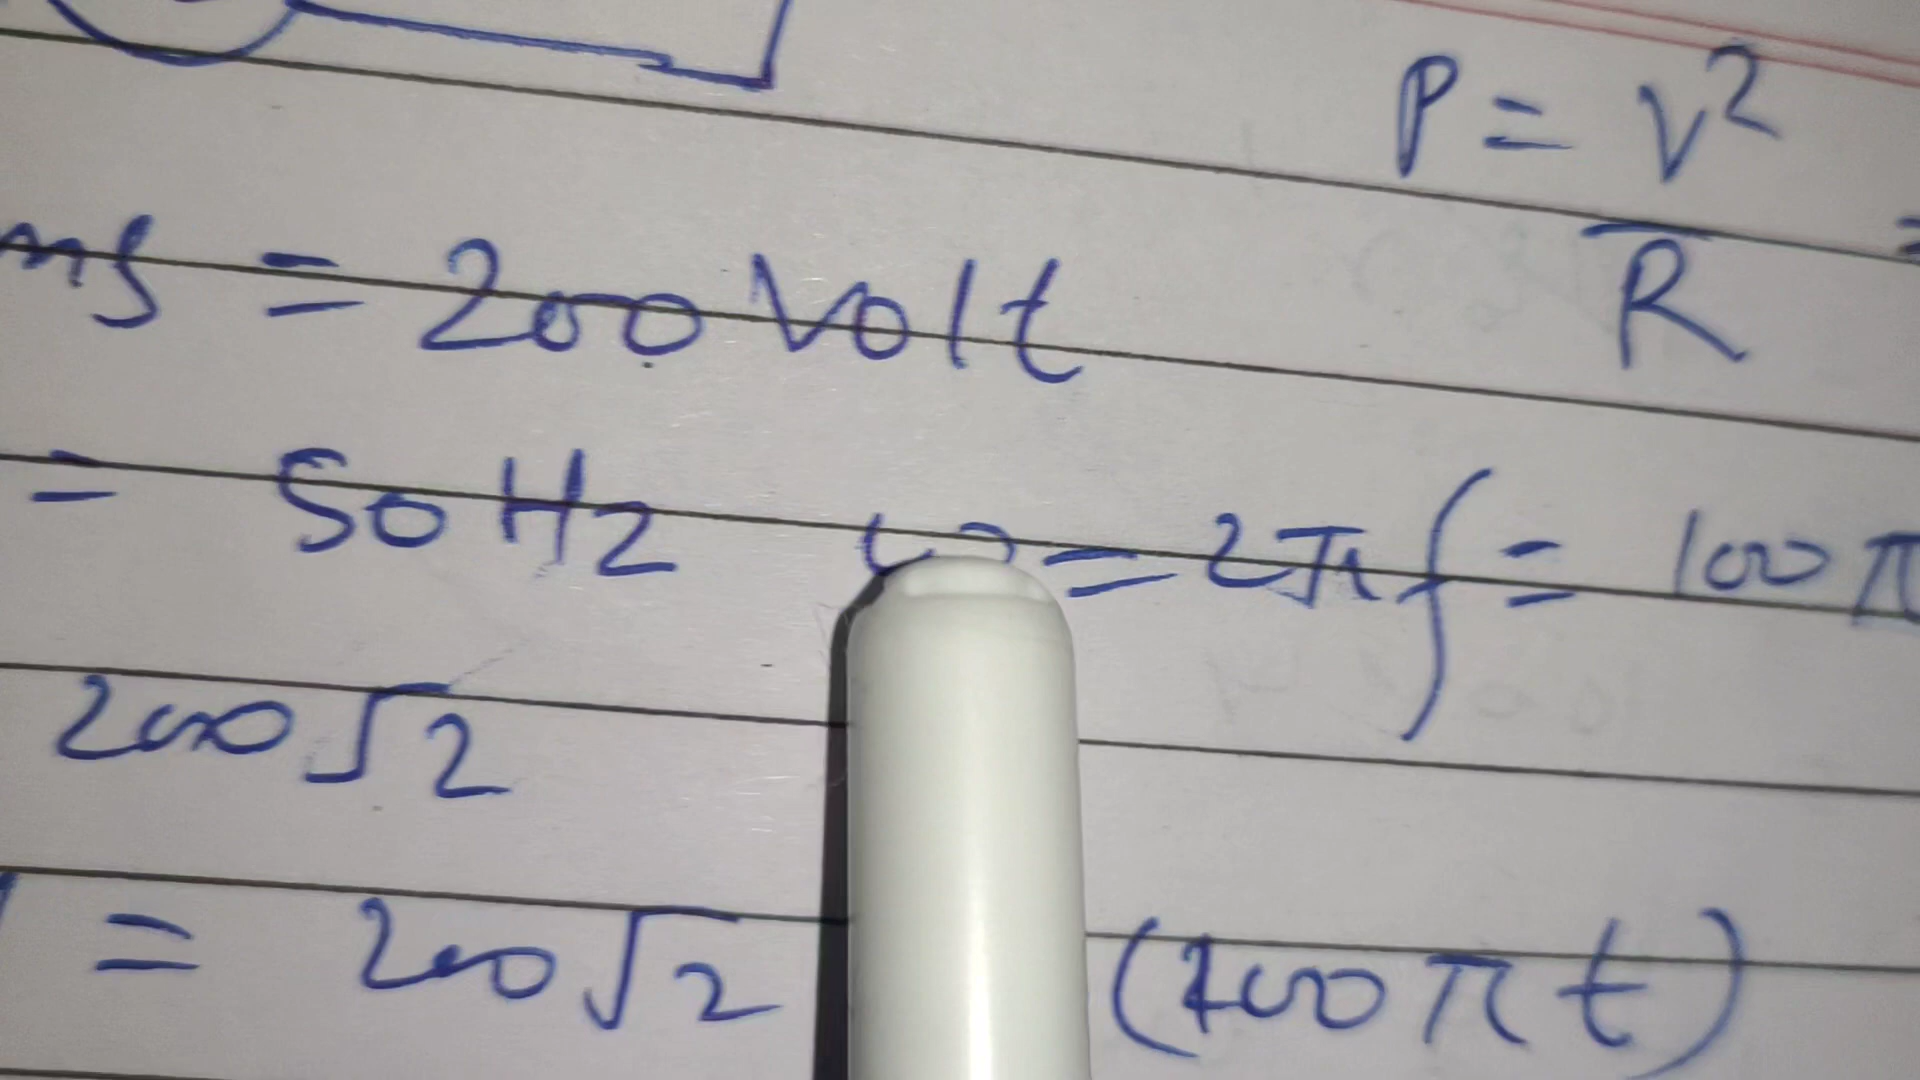 P = V²
R
ms = 200 Volt
= 50 Hz ω = 2πf = 100π
200√2
= 200√2 (100πt)